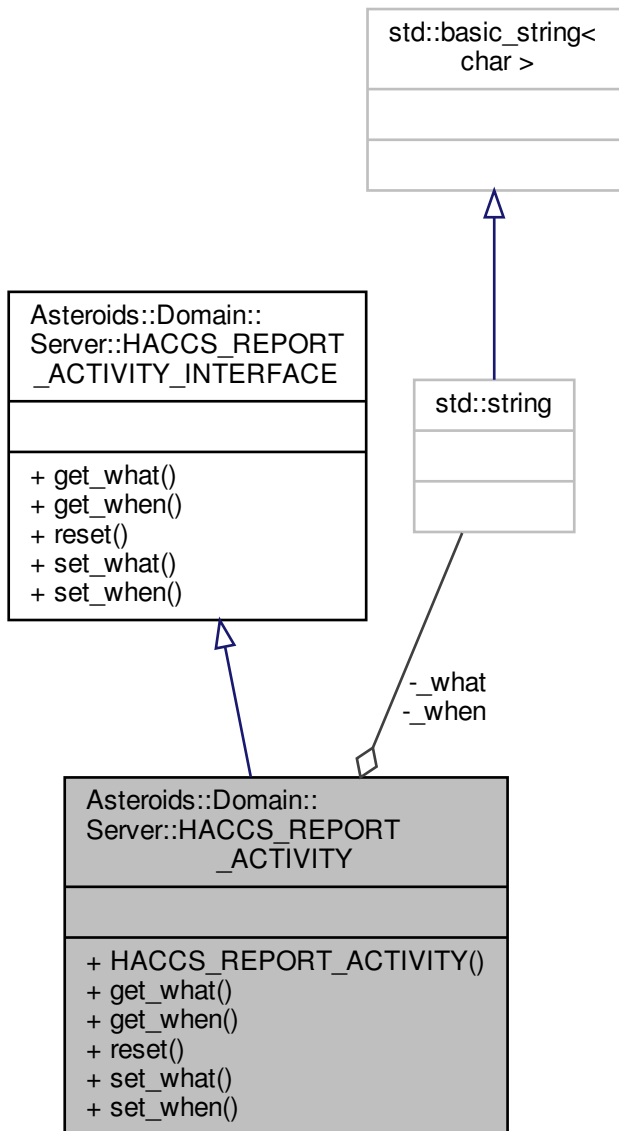 std::basic_string<
char >
Asteroids::Domain::
Server::HACCS_REPORT
_ACTIVITY_INTERFACE
+ get_what()
+ get_when()
+ reset()
+ set_what()
+ set_when()
std::string
-_what
-_when
Asteroids::Domain::
Server::HACCS_REPORT
_ACTIVITY
+ HACCS_REPORT_ACTIVITY()
+ get_what()
+ get_when()
+ reset()
+ set_what()
+ set_when()